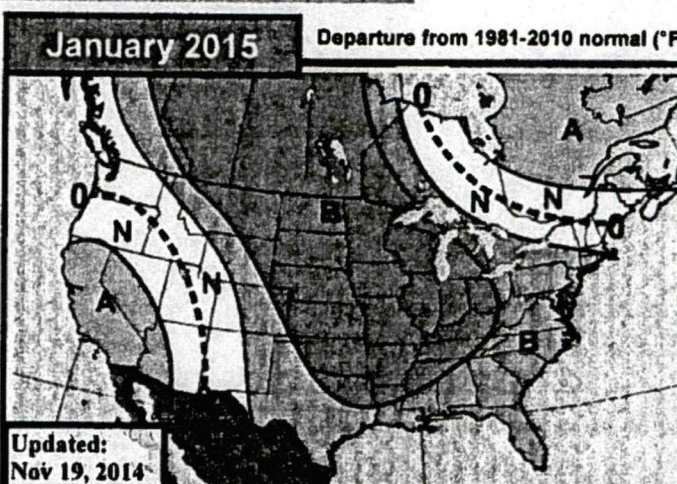 January 2015
Departure from 1981-2010 normal (°F
0
A
0
B
N
N
N
0
N
A
B
Updated:
Nov 19, 2014